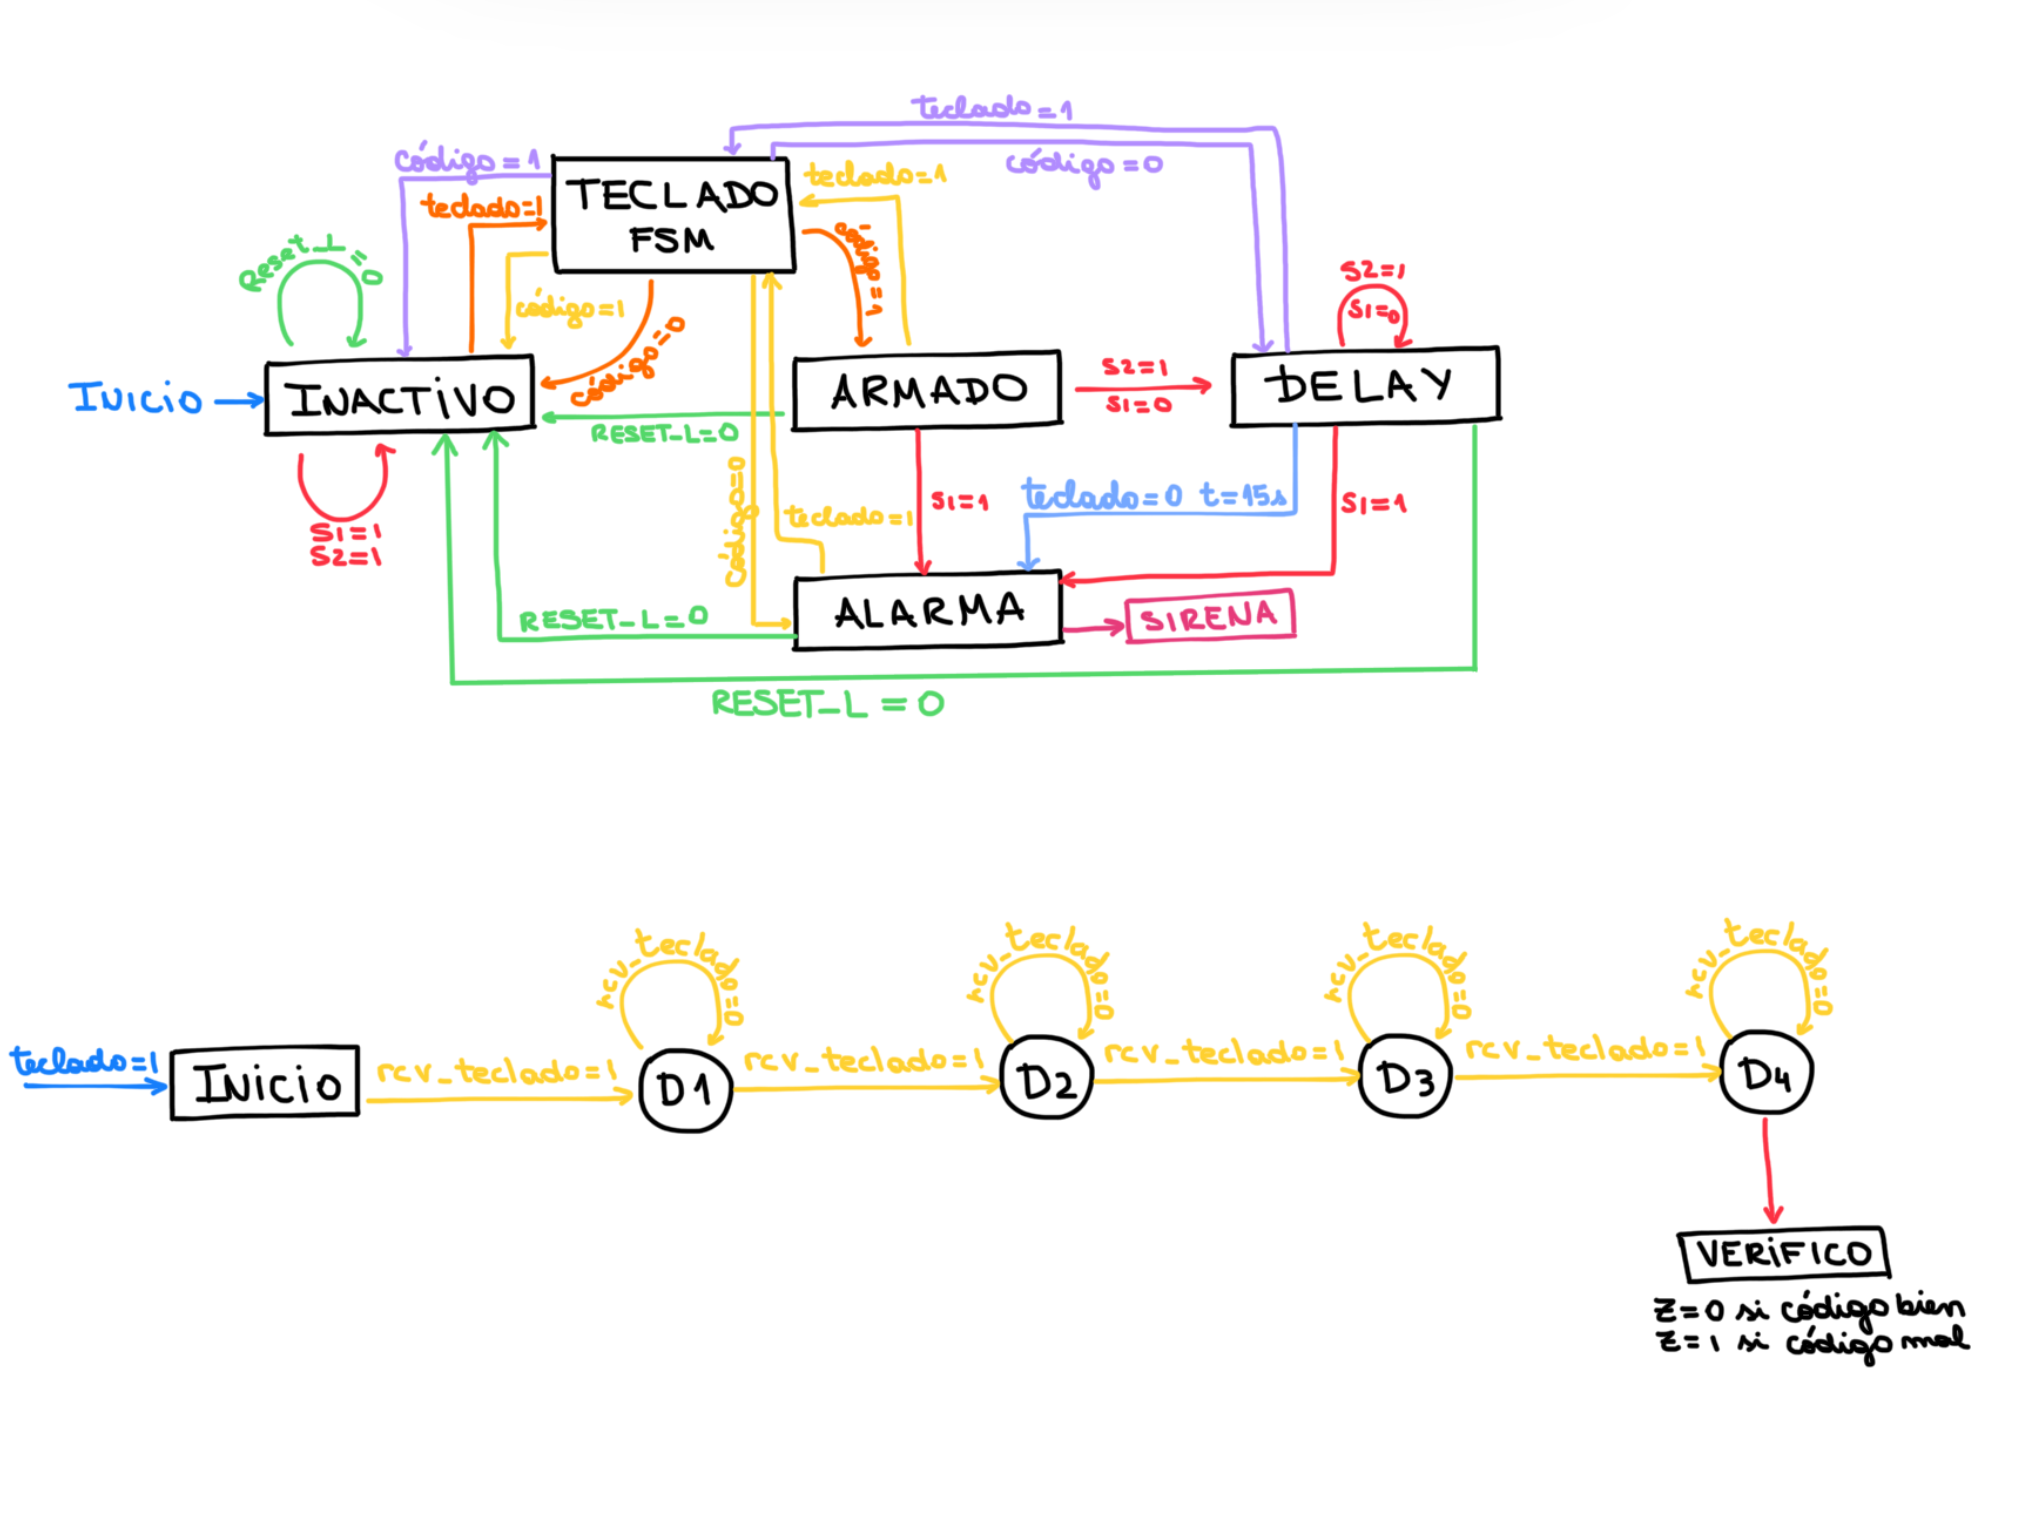 teclado=1
código=1
código=0
teclado=1
TECLADO
FSM
teclado=1
código=1
Reset_L=0
código=1
código=0
S2=1
S1=0
INICIO
INACTIVO
ARMADO
S2=1
S1=0
DELAY
RESET_L=0
código=0
teclado=1
S1=1
teclado=0 t=15s
S1=1
S1=1
S2=1
RESET_L=0
ALARMA
SIRENA
RESET_L=0
rcv_teclado=0
rcv_teclado=0
rcv_teclado=0
rcv_teclado=0
teclado=1
INICIO
rcv_teclado=1
D1
rcv_teclado=1
D2
rcv_teclado=1
D3
rcv_teclado=1
D4
VERIFICO
Z=0 si código bien
Z=1 si código mal